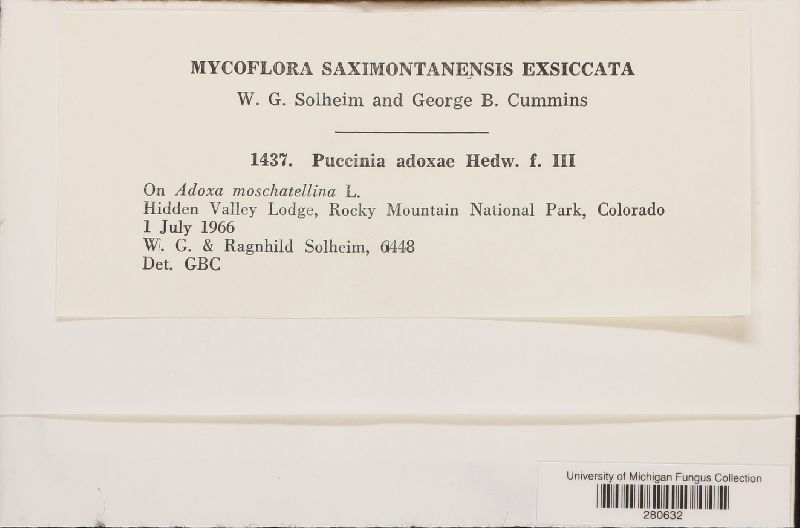 MYCOFLORA SAXIMONTANENSIS EXSICCATA
W. G. Solheim and George B. Cummins
1437. Puccinia adoxae Hedw. f. III
On Adoxa moschatellina L.
Hidden Valley Lodge, Rocky Mountain National Park, Colorado
1 July 1966
W. G. & Ragnhild Solheim, 6448
Det. GBC
University of Michigan Fungus Collection
280632